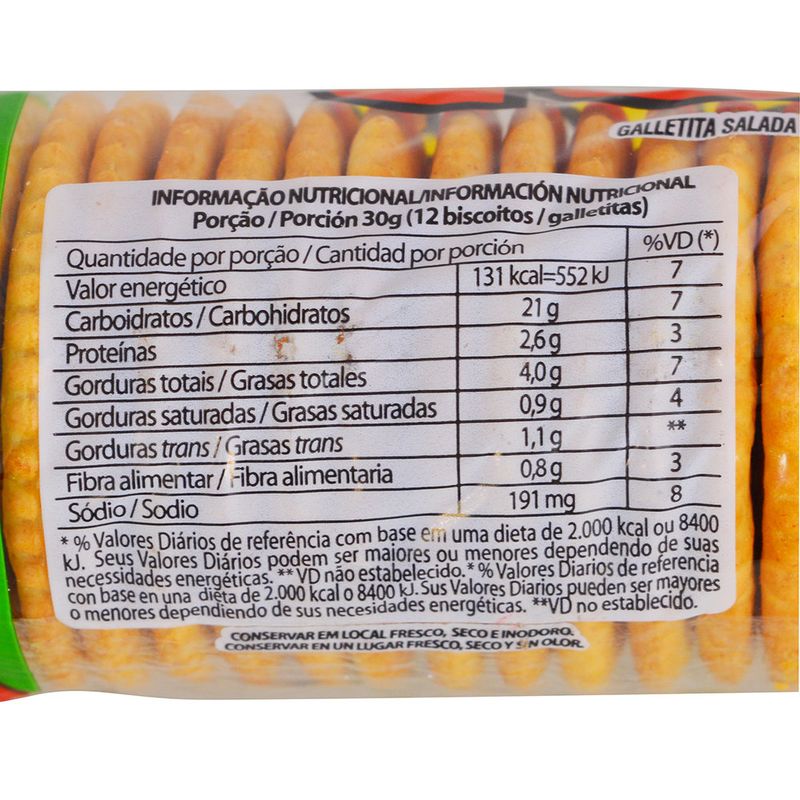 GALLETITA SALADA
INFORMAÇÃO NUTRICIONAL/INFORMACIÓN NUTRICIONAL
Porção / Porción 30g (12 biscoitos / galletitas)
Quantidade por porção / Cantidad por porción %VD (*)
Valor energético 131 kcal=552 kJ 7
Carboidratos / Carbohidratos 21 g 7
Proteínas 2,6 g 3
Gorduras totais / Grasas totales 4,0 g 7
Gorduras saturadas / Grasas saturadas 0,9 g 4
Gorduras trans / Grasas trans 1,1 g **
Fibra alimentar / Fibra alimentaria 0,8 g 3
Sódio / Sodio 191 mg 8
* % Valores Diários de referência com base em uma dieta de 2.000 kcal ou 8400
kJ. Seus Valores Diários podem ser maiores ou menores dependendo de suas
necessidades energéticas. ** VD não estabelecido. * % Valores Diarios de referencia
con base en una dieta de 2.000 kcal o 8400 kJ. Sus Valores Diarios pueden ser mayores
o menores dependiendo de sus necesidades energéticas. **VD no establecido.
CONSERVAR EM LOCAL FRESCO, SECO E INODORO.
CONSERVAR EN UN LUGAR FRESCO, SECO Y SIN OLOR.